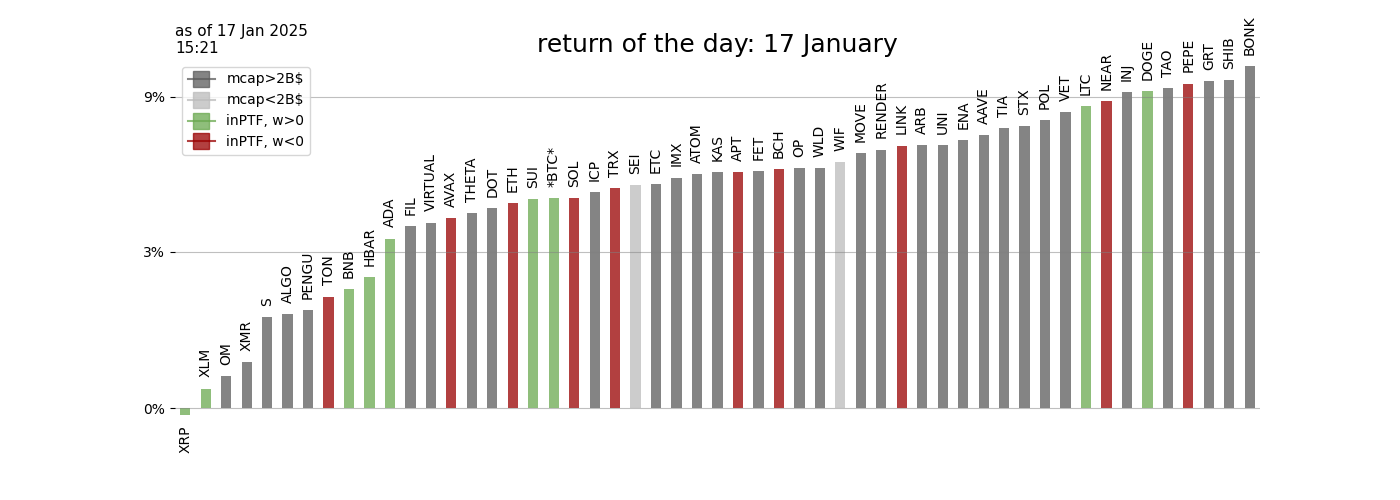 as of 17 Jan 2025
15:21
return of the day: 17 January
mcap>2B$
mcap<2B$
inPTF, w>0
inPTF, w<0
9%
3%
0%
XRP
XLM
OM
XMR
S
ALGO
PENGU
TON
BNB
HBAR
ADA
FIL
VIRTUAL
AVAX
THETA
DOT
ETH
SUI
*BTC*
SOL
ICP
TRX
SEI
ETC
IMX
ATOM
KAS
APT
FET
BCH
OP
WLD
WIF
MOVE
RENDER
LINK
ARB
UNI
ENA
AAVE
TIA
STX
POL
VET
LTC
NEAR
INJ
DOGE
TAO
PEPE
GRT
SHIB
BONK